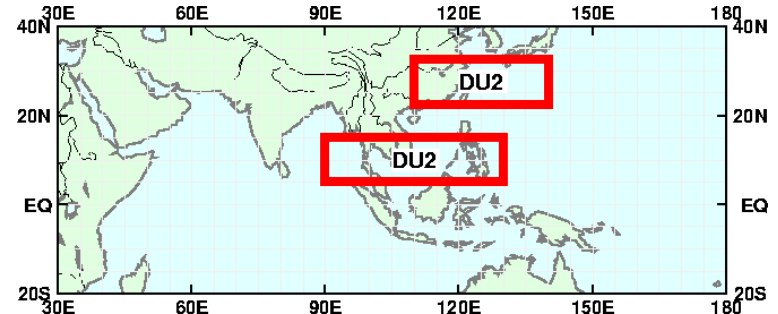 30E 60E 90E 120E 150E 180
40N 40N
DU2
20N 20N
DU2
EQ EQ
20S 20S
30E 60E 90E 120E 150E 180